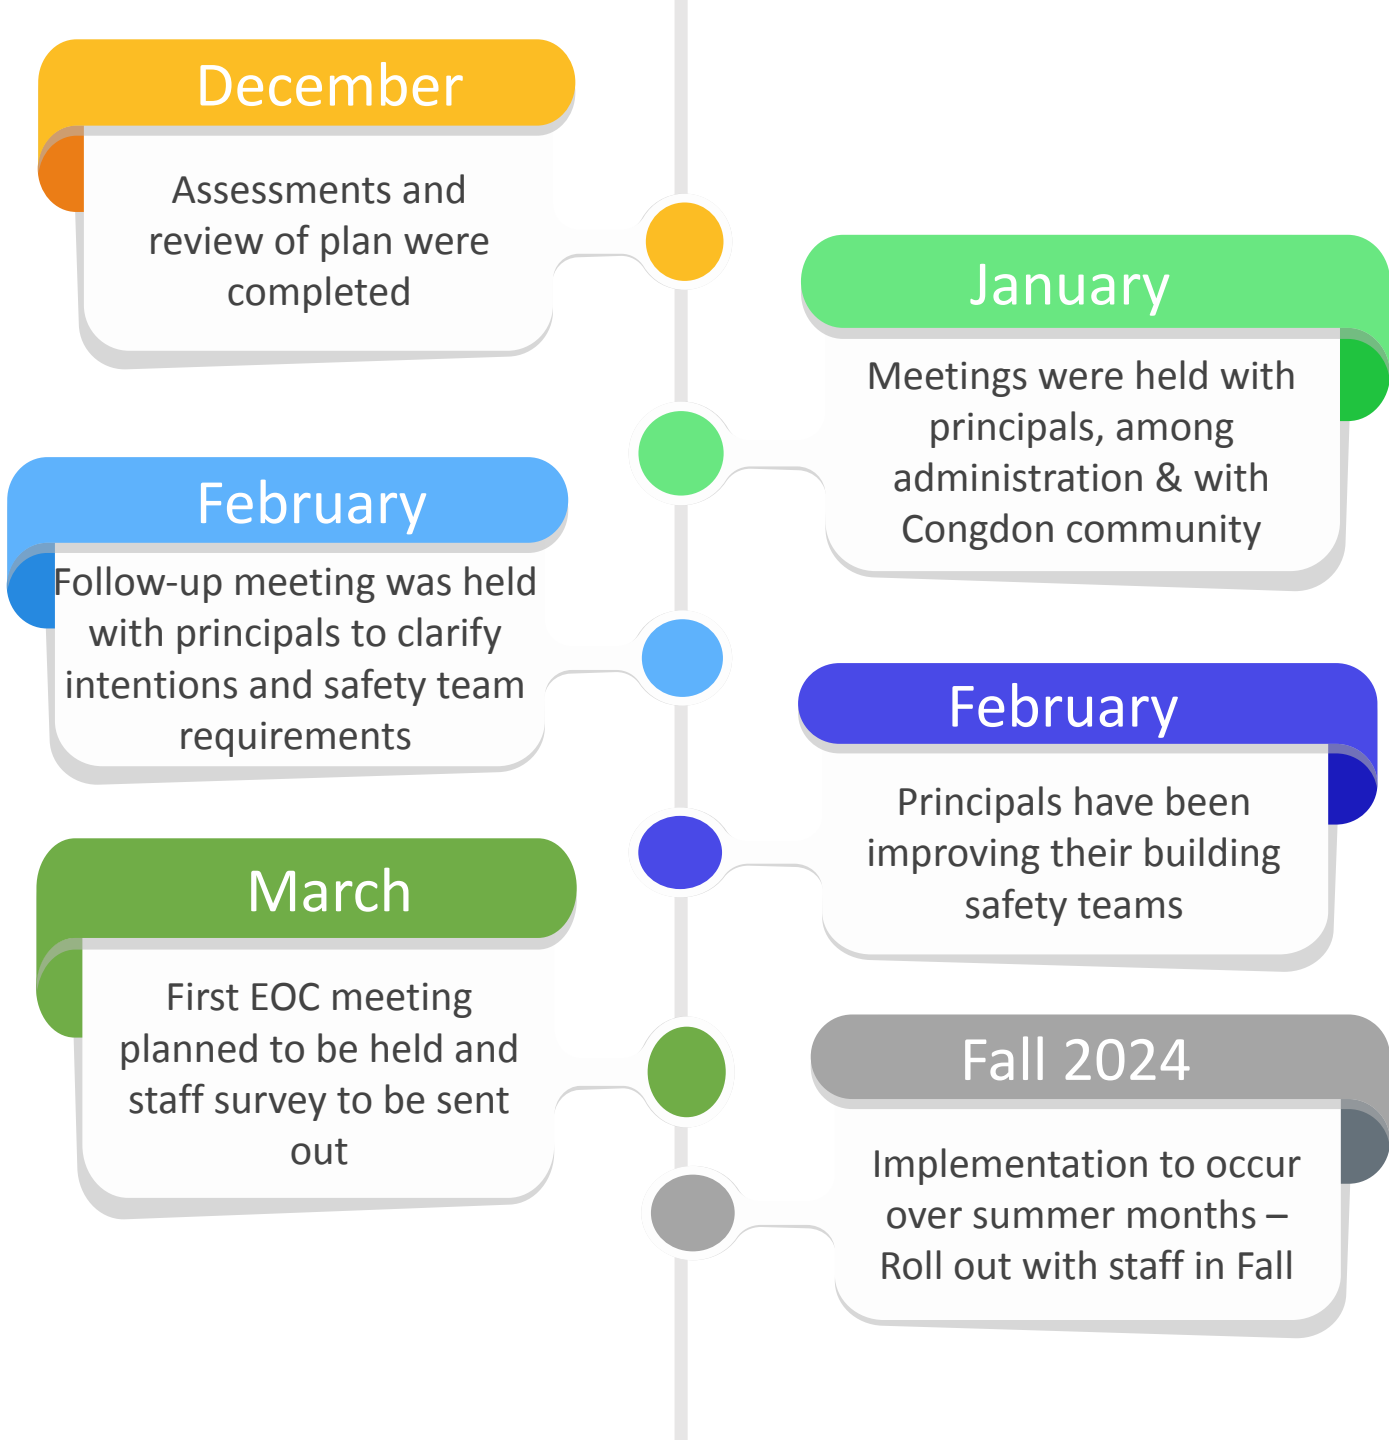 December
Assessments and
review of plan were
completed
January
Meetings were held with
principals, among
administration & with
Congdon community
February
Follow-up meeting was held
with principals to clarify
intentions and safety team
requirements
February
Principals have been
improving their building
safety teams
March
First EOC meeting
planned to be held and
staff survey to be sent
out
Fall 2024
Implementation to occur
over summer months –
Roll out with staff in Fall